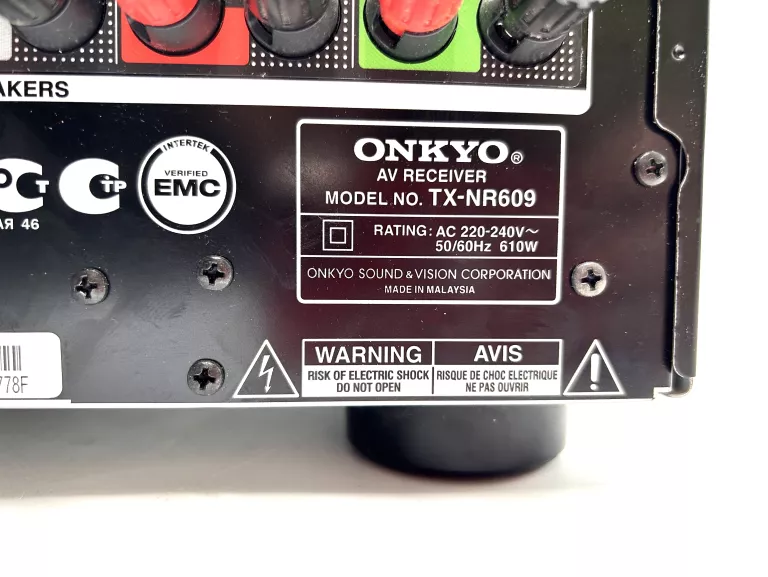 AKERS
INTERTEK
VERIFIED
EMC
АЯ 46
ONKYO®
AV RECEIVER
MODEL NO. TX-NR609
RATING: AC 220-240V~
50/60Hz 610W
ONKYO SOUND & VISION CORPORATION
MADE IN MALAYSIA
778F
WARNING
RISK OF ELECTRIC SHOCK
DO NOT OPEN
AVIS
RISQUE DE CHOC ELECTRIQUE
NE PAS OUVRIR